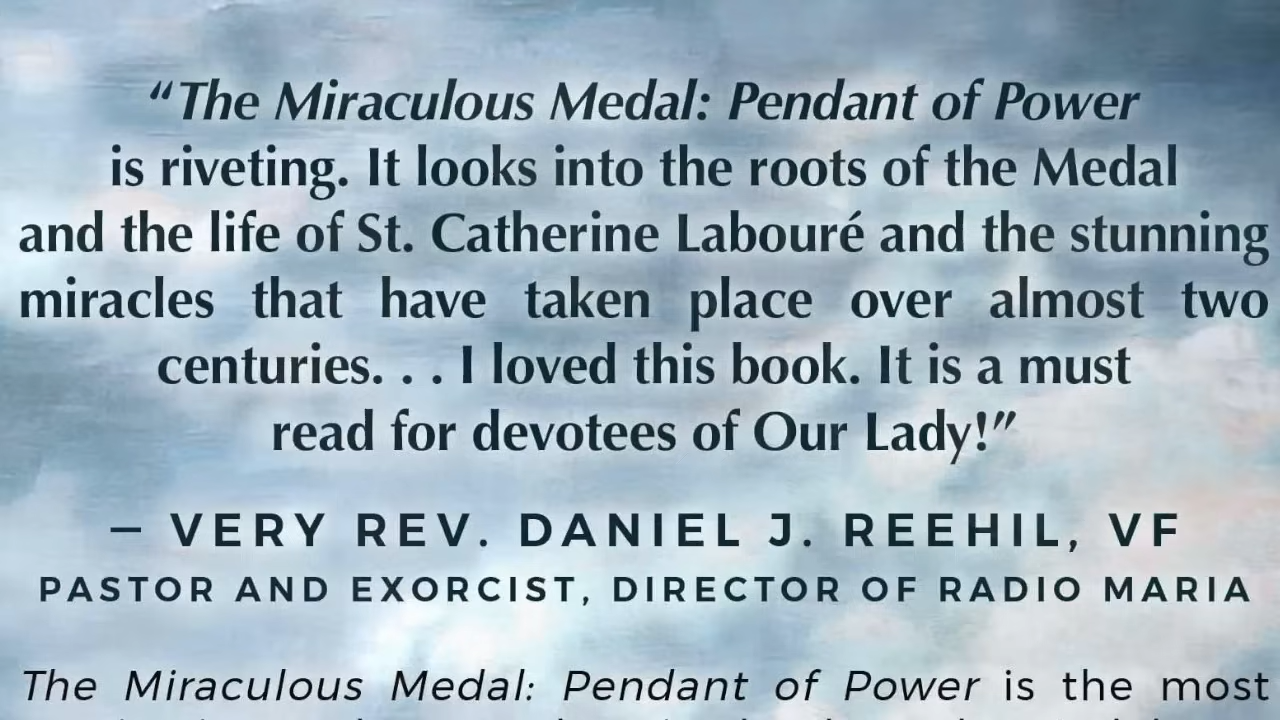 “The Miraculous Medal: Pendant of Power
is riveting. It looks into the roots of the Medal
and the life of St. Catherine Labouré and the stunning
miracles that have taken place over almost two
centuries. . . I loved this book. It is a must
read for devotees of Our Lady!”
– VERY REV. DANIEL J. REEHIL, VF
PASTOR AND EXORCIST, DIRECTOR OF RADIO MARIA
The Miraculous Medal: Pendant of Power is the most